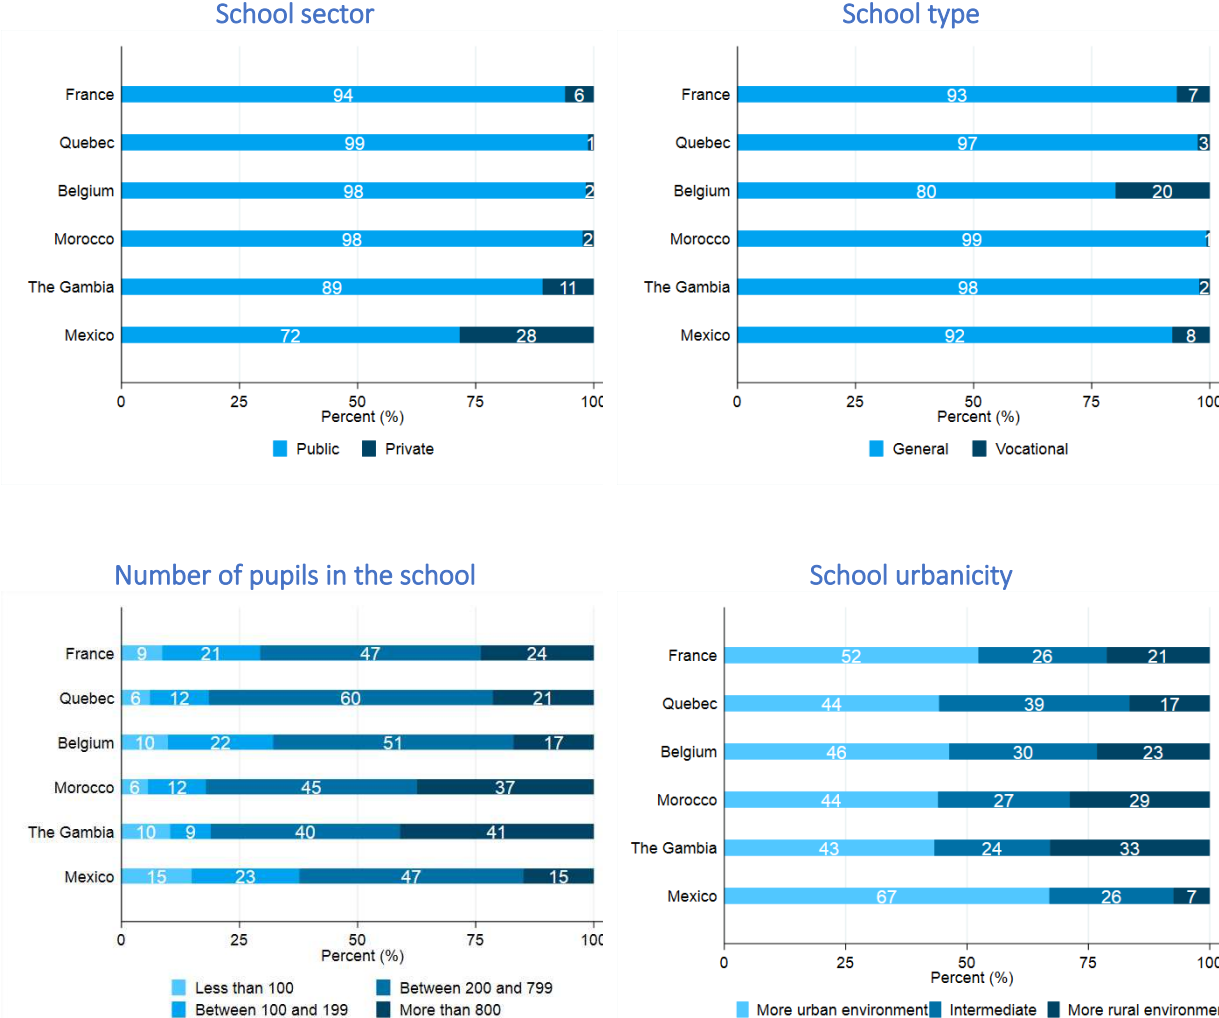 School sector
France 94 6
Quebec 99 1
Belgium 98 2
Morocco 98 2
The Gambia 89 11
Mexico 72 28
0 25 50 75 100
Percent (%)
Public Private
School type
France 93 7
Quebec 97 3
Belgium 80 20
Morocco 99 1
The Gambia 98 2
Mexico 92 8
0 25 50 75 100
Percent (%)
General Vocational
Number of pupils in the school
France 9 21 47 24
Quebec 6 12 60 21
Belgium 10 22 51 17
Morocco 6 12 45 37
The Gambia 10 9 40 41
Mexico 15 23 47 15
0 25 50 75 100
Percent (%)
Less than 100 Between 200 and 799
Between 100 and 199 More than 800
School urbanicity
France 52 26 21
Quebec 44 39 17
Belgium 46 30 23
Morocco 44 27 29
The Gambia 43 24 33
Mexico 67 26 7
0 25 50 75 100
Percent (%)
More urban environment Intermediate More rural environmen